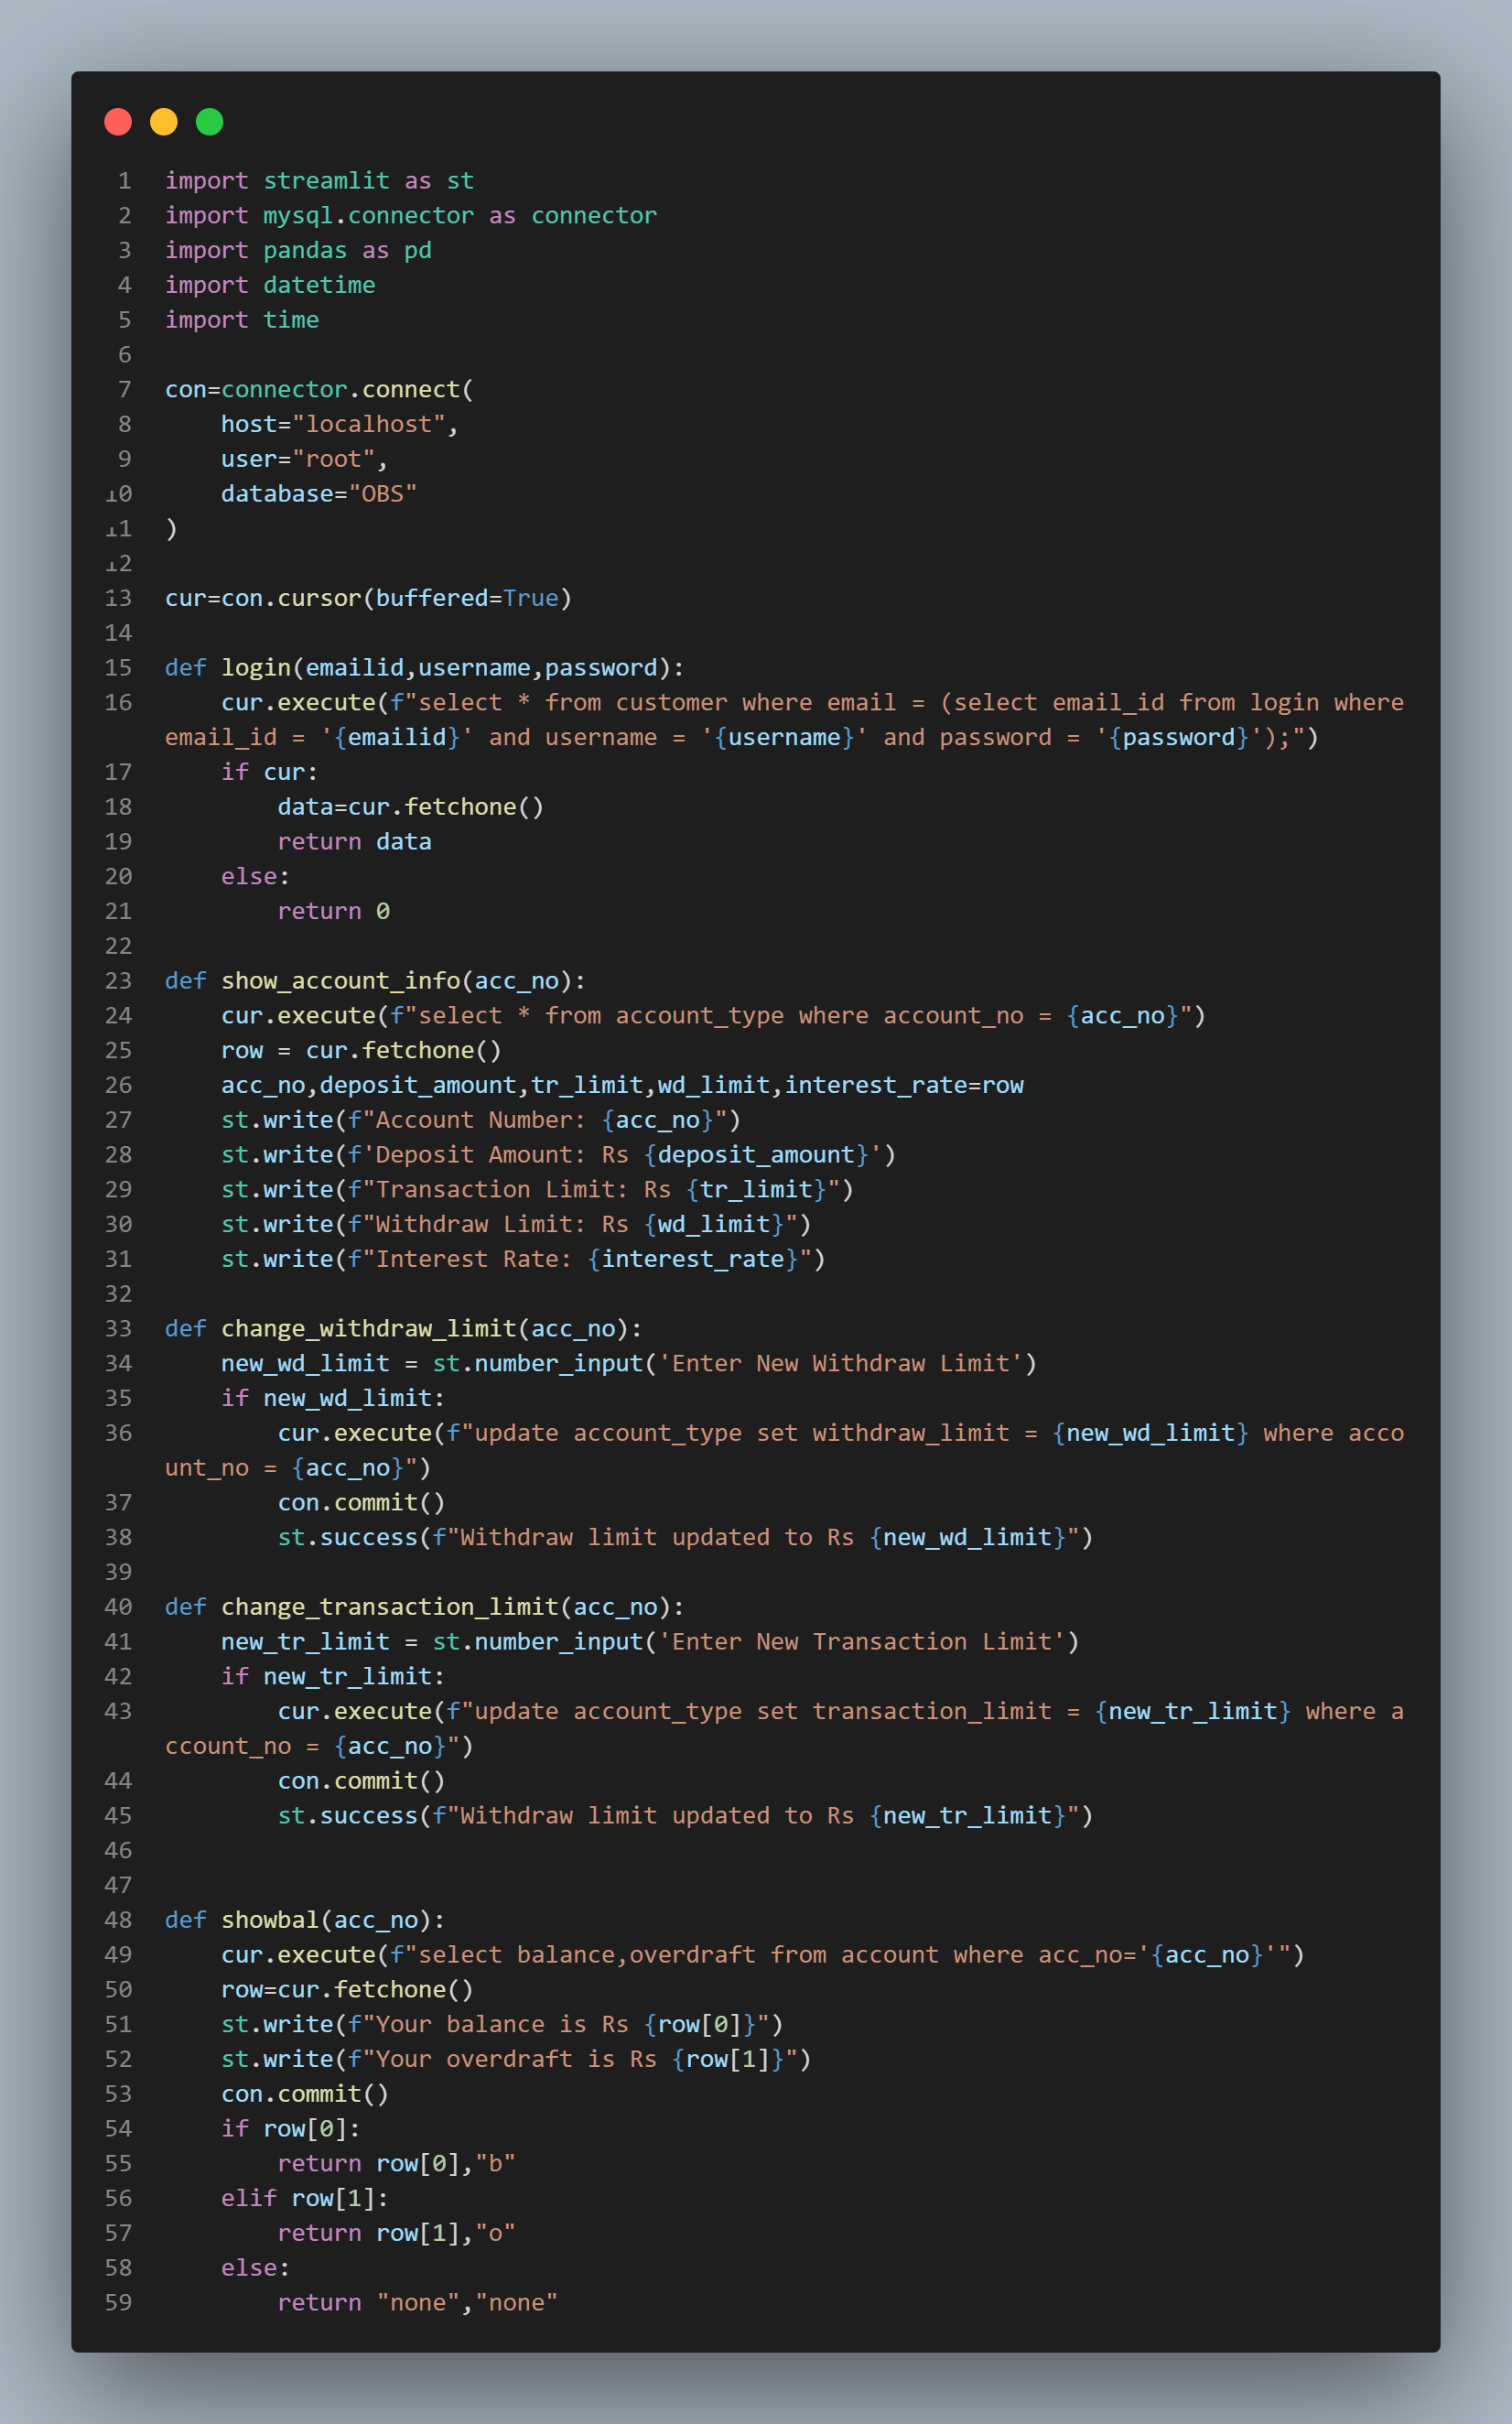 1 import streamlit as st
2 import mysql.connector as connector
3 import pandas as pd
4 import datetime
5 import time
6
7 con=connector.connect(
8     host="localhost",
9     user="root",
10     database="OBS"
11 )
12
13 cur=con.cursor(buffered=True)
14
15 def login(emailid,username,password):
16     cur.execute(f"select * from customer where email = (select email_id from login where
email_id = '{emailid}' and username = '{username}' and password = '{password}');")
17     if cur:
18         data=cur.fetchone()
19         return data
20     else:
21         return 0
22
23 def show_account_info(acc_no):
24     cur.execute(f"select * from account_type where account_no = {acc_no}")
25     row = cur.fetchone()
26     acc_no,deposit_amount,tr_limit,wd_limit,interest_rate=row
27     st.write(f"Account Number: {acc_no}")
28     st.write(f'Deposit Amount: Rs {deposit_amount}')
29     st.write(f"Transaction Limit: Rs {tr_limit}")
30     st.write(f"Withdraw Limit: Rs {wd_limit}")
31     st.write(f"Interest Rate: {interest_rate}")
32
33 def change_withdraw_limit(acc_no):
34     new_wd_limit = st.number_input('Enter New Withdraw Limit')
35     if new_wd_limit:
36         cur.execute(f"update account_type set withdraw_limit = {new_wd_limit} where acco
unt_no = {acc_no}")
37         con.commit()
38         st.success(f"Withdraw limit updated to Rs {new_wd_limit}")
39
40 def change_transaction_limit(acc_no):
41     new_tr_limit = st.number_input('Enter New Transaction Limit')
42     if new_tr_limit:
43         cur.execute(f"update account_type set transaction_limit = {new_tr_limit} where a
ccount_no = {acc_no}")
44         con.commit()
45         st.success(f"Withdraw limit updated to Rs {new_tr_limit}")
46
47
48 def showbal(acc_no):
49     cur.execute(f"select balance,overdraft from account where acc_no='{acc_no}'")
50     row=cur.fetchone()
51     st.write(f"Your balance is Rs {row[0]}")
52     st.write(f"Your overdraft is Rs {row[1]}")
53     con.commit()
54     if row[0]:
55         return row[0],"b"
56     elif row[1]:
57         return row[1],"o"
58     else:
59         return "none","none"